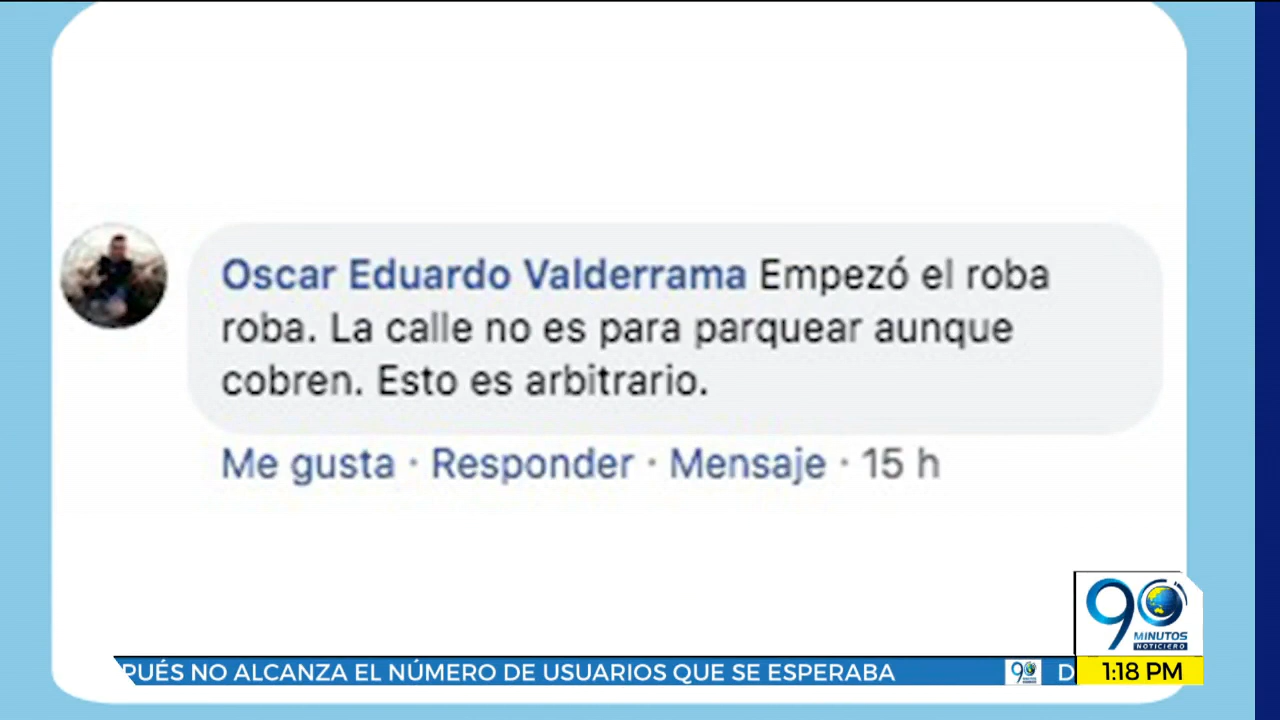 Oscar Eduardo Valderrama Empezó el roba
roba. La calle no es para parquear aunque
cobren. Esto es arbitrario.
Me gusta · Responder · Mensaje · 15 h
90
MINUTOS
NOTICIERO
PUÉS NO ALCANZA EL NÚMERO DE USUARIOS QUE SE ESPERABA
90
D
1:18 PM